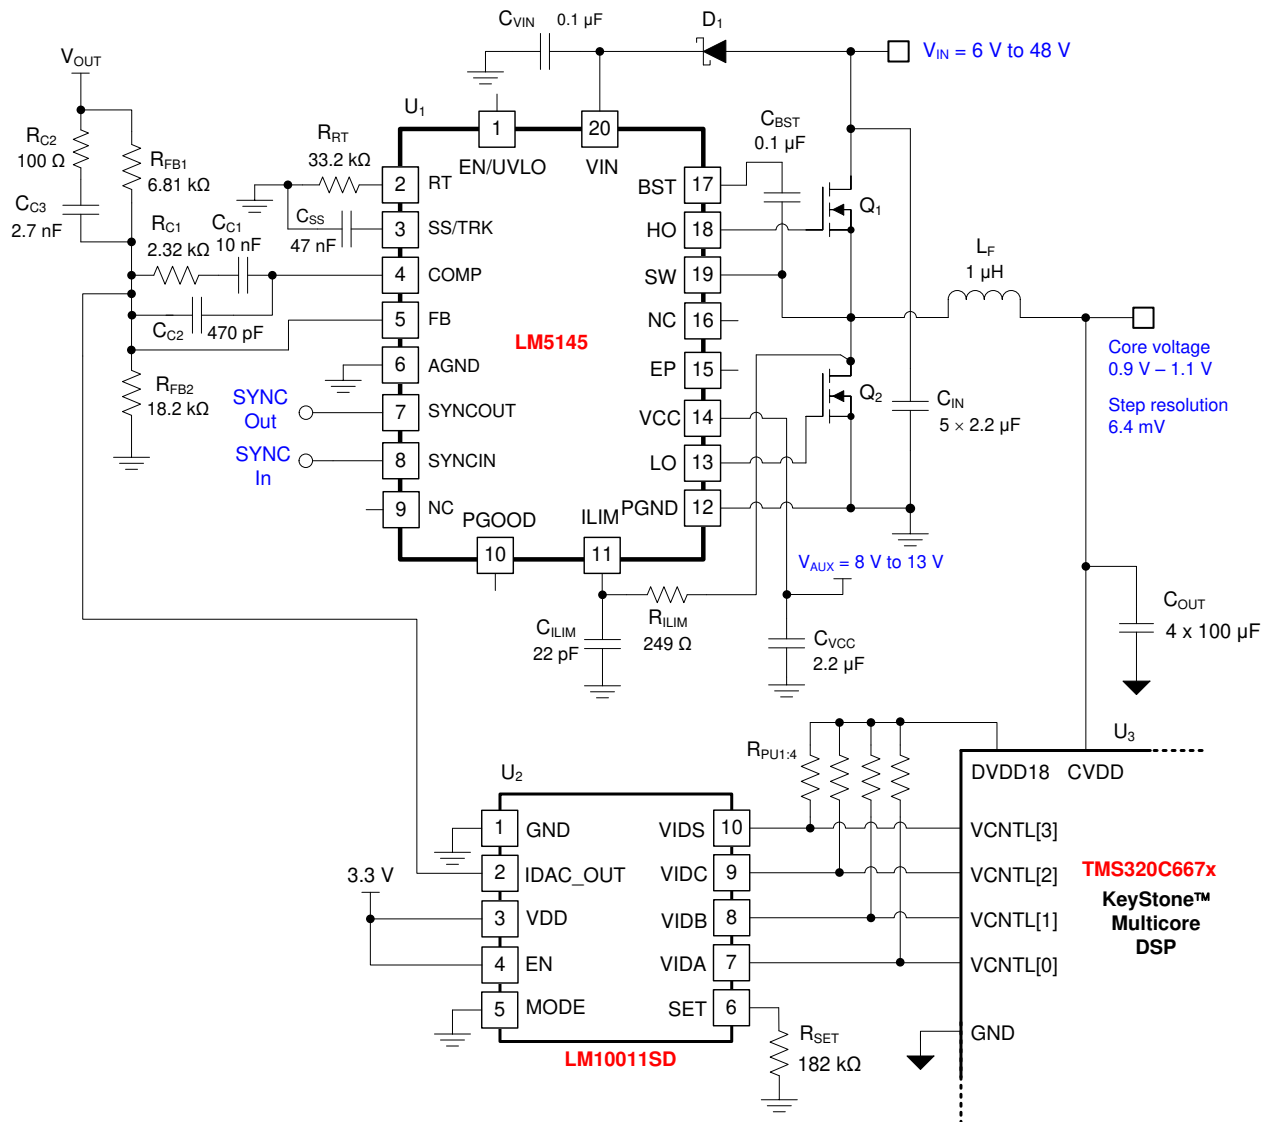 C_VIN 0.1 µF
D1
VIN = 6 V to 48 V
VOUT
RC2
100 Ω
RFB1
6.81 kΩ
CC3
2.7 nF
RC1
2.32 kΩ
CC1
10 nF
CC2
470 pF
RFB2
18.2 kΩ
RRT
33.2 kΩ
CSS
47 nF
U1
1
EN/UVLO
20
VIN
2 RT
3 SS/TRK
4 COMP
5 FB
6 AGND
7 SYNCOUT
8 SYNCIN
9 NC
PGOOD
10
ILIM
11
LM5145
BST 17
HO 18
SW 19
NC 16
EP 15
VCC 14
LO 13
PGND 12
SYNC
Out
SYNC
In
CBST
0.1 µF
Q1
Q2
LF
1 µH
Core voltage
0.9 V – 1.1 V
Step resolution
6.4 mV
CIN
5 × 2.2 µF
VAUX = 8 V to 13 V
CILIM
22 pF
RILIM
249 Ω
CVCC
2.2 µF
COUT
4 x 100 µF
RPU1:4
U3
DVDD18 CVDD
VCNTL[3]
VCNTL[2]
VCNTL[1]
VCNTL[0]
GND
TMS320C667x
KeyStone™
Multicore
DSP
U2
1 GND
2 IDAC_OUT
3 VDD
4 EN
5 MODE
VIDS 10
VIDC 9
VIDB 8
VIDA 7
SET 6
3.3 V
LM10011SD
RSET
182 kΩ